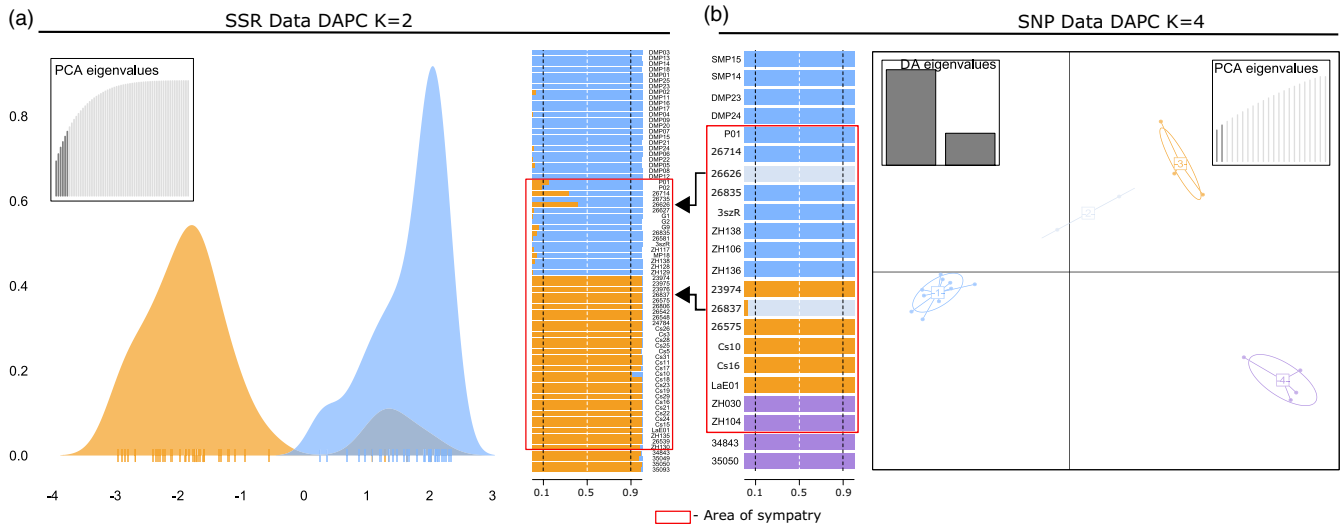 (a)
SSR Data DAPC K=2
PCA eigenvalues
0.8
0.6
0.4
0.2
0.0
-4
-3
-2
-1
0
1
2
3
DMP03
DMP13
DMP14
DMP18
DMP01
DMP25
DMP23
DMP02
DMP11
DMP16
DMP17
DMP04
DMP09
DMP20
DMP07
DMP15
DMP21
DMP24
DMP06
DMP22
DMP05
DMP08
DMP12
P01
P02
26714
26735
26626
26627
G1
G2
G9
26835
26581
3szR
ZH117
MP18
ZH138
ZH128
ZH129
23974
23975
23976
26837
26575
26806
26542
26548
24784
Cs26
Cs3
Cs28
Cs25
Cs5
Cs31
Cs11
Cs17
Cs10
Cs18
Cs23
Cs19
Cs29
Cs16
Cs21
Cs22
Cs24
Cs15
LaE01
ZH135
26539
ZH130
34843
35049
35050
35093
0.1
0.5
0.9
(b)
SNP Data DAPC K=4
SMP15
SMP14
DMP23
DMP24
P01
26714
26626
26835
3szR
ZH138
ZH106
ZH136
23974
26837
26575
Cs10
Cs16
LaE01
ZH030
ZH104
34843
35050
0.1
0.5
0.9
DA eigenvalues
PCA eigenvalues
3
2
1
4
- Area of sympatry